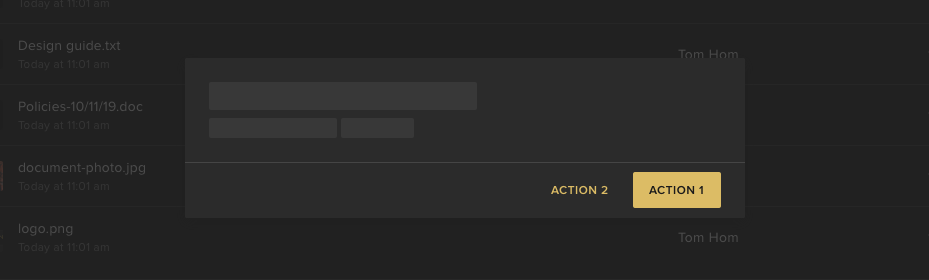 Today at 11:01 am
Design guide.txt
Tom Hom
Today at 11:01 am
Policies-10/11/19.doc
Today at 11:01 am
document-photo.jpg
Today at 11:01 am
ACTION 2
ACTION 1
logo.png
Tom Hom
Today at 11:01 am